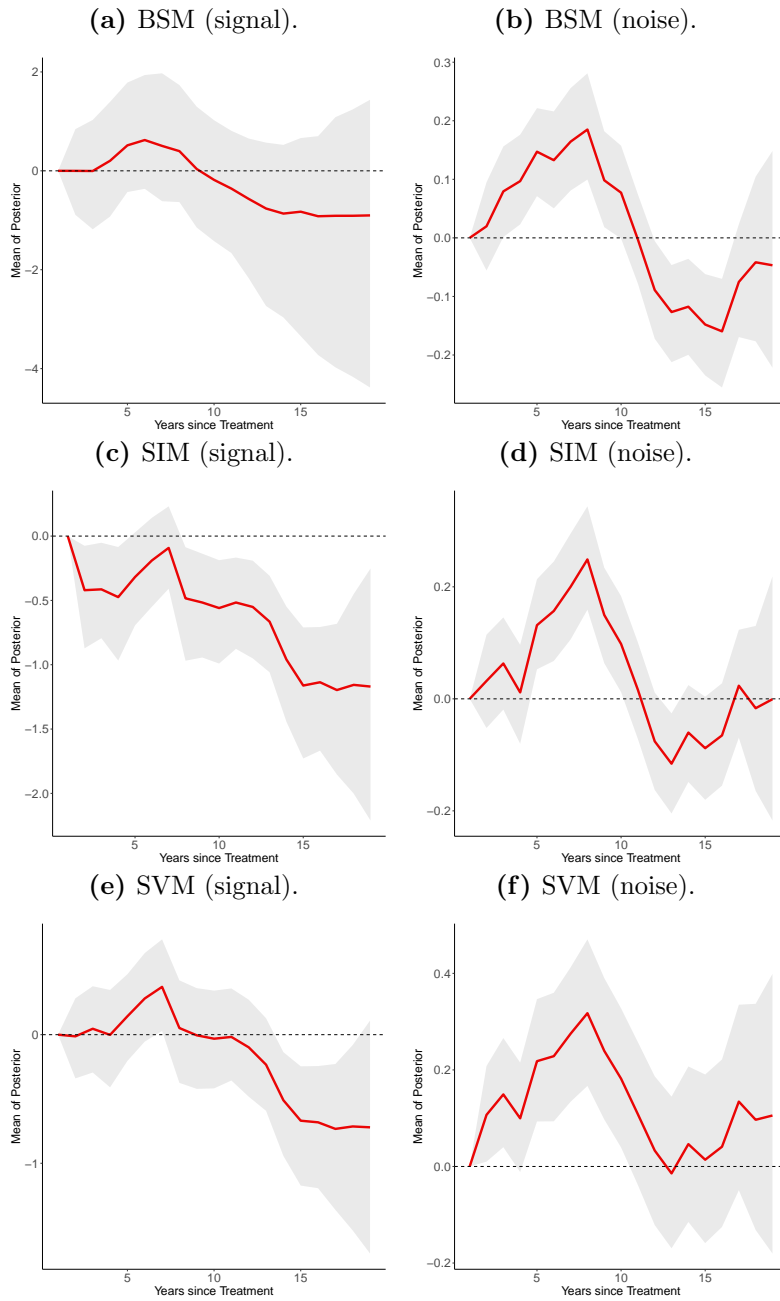 (a) BSM (signal).
(b) BSM (noise).
Mean of Posterior
2
0
−2
−4
5
10
15
Years since Treatment
Mean of Posterior
0.3
0.2
0.1
0.0
−0.1
−0.2
5
10
15
Years since Treatment
(c) SIM (signal).
(d) SIM (noise).
Mean of Posterior
0.0
−0.5
−1.0
−1.5
−2.0
5
10
15
Years since Treatment
Mean of Posterior
0.2
0.0
−0.2
5
10
15
Years since Treatment
(e) SVM (signal).
(f) SVM (noise).
Mean of Posterior
0
−1
5
10
15
Years since Treatment
Mean of Posterior
0.4
0.2
0.0
−0.2
5
10
15
Years since Treatment